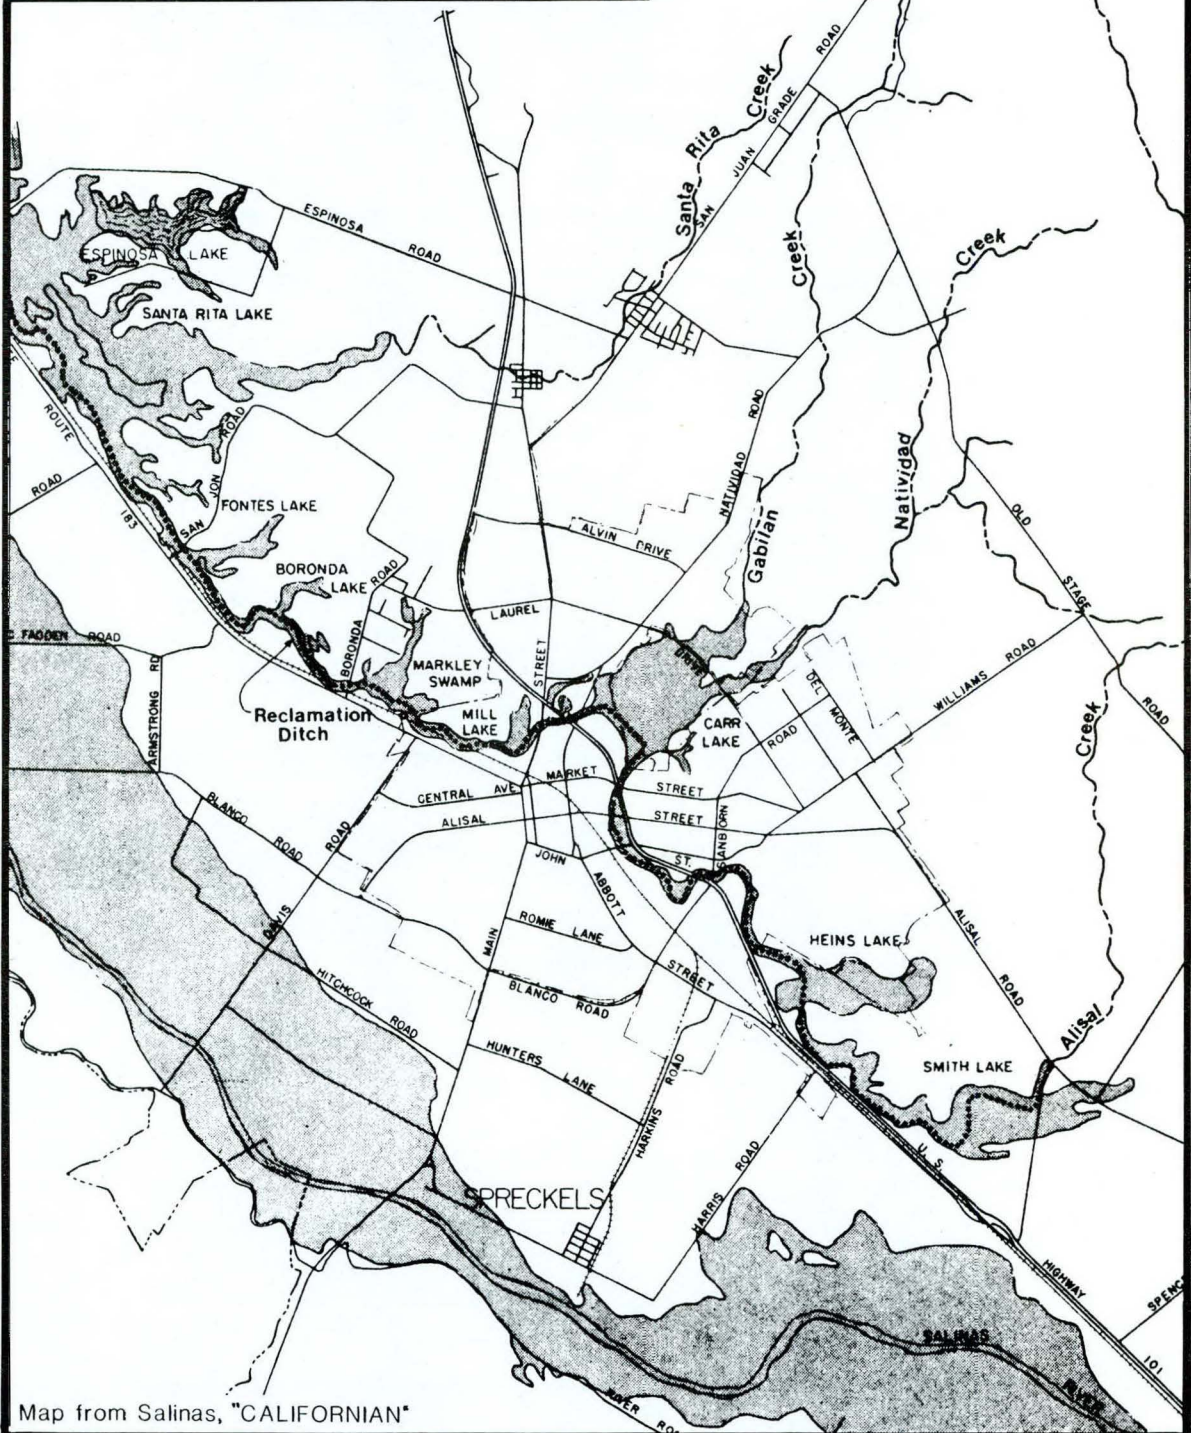 Santa Rita Creek
SAN JUAN GRADE ROAD
ESPINOSA ROAD
ESPINOSA LAKE
SANTA RITA LAKE
Creek
Creek
ROUTE 183
ROAD
SAN JON ROAD
FONTES LAKE
BORONDA LAKE
BORONDA ROAD
NATIVIDAD ROAD
Gabilan
Natividad
ALVIN DRIVE
LAUREL DRIVE
OLD STAGE ROAD
FADDEN ROAD
ARMSTRONG RD
MARKLEY SWAMP
STREET
Reclamation Ditch
MILL LAKE
CARR LAKE
DEL MONTE
ROAD
WILLIAMS ROAD
Creek
CENTRAL AVE
MARKET STREET
ALISAL STREET
SANBORN
BLANCO ROAD
DAVIS ROAD
JOHN ST.
ABBOTT STREET
MAIN
ROMIE LANE
BLANCO ROAD
HEINS LAKE
ALISAL ROAD
Alisal
HITCHCOCK ROAD
HUNTERS LANE
HARKINS ROAD
SMITH LAKE
U. S. HIGHWAY 101
SPRECKELS
HARRIS ROAD
SALINAS RIVER
RIVER
Map from Salinas, "CALIFORNIAN"